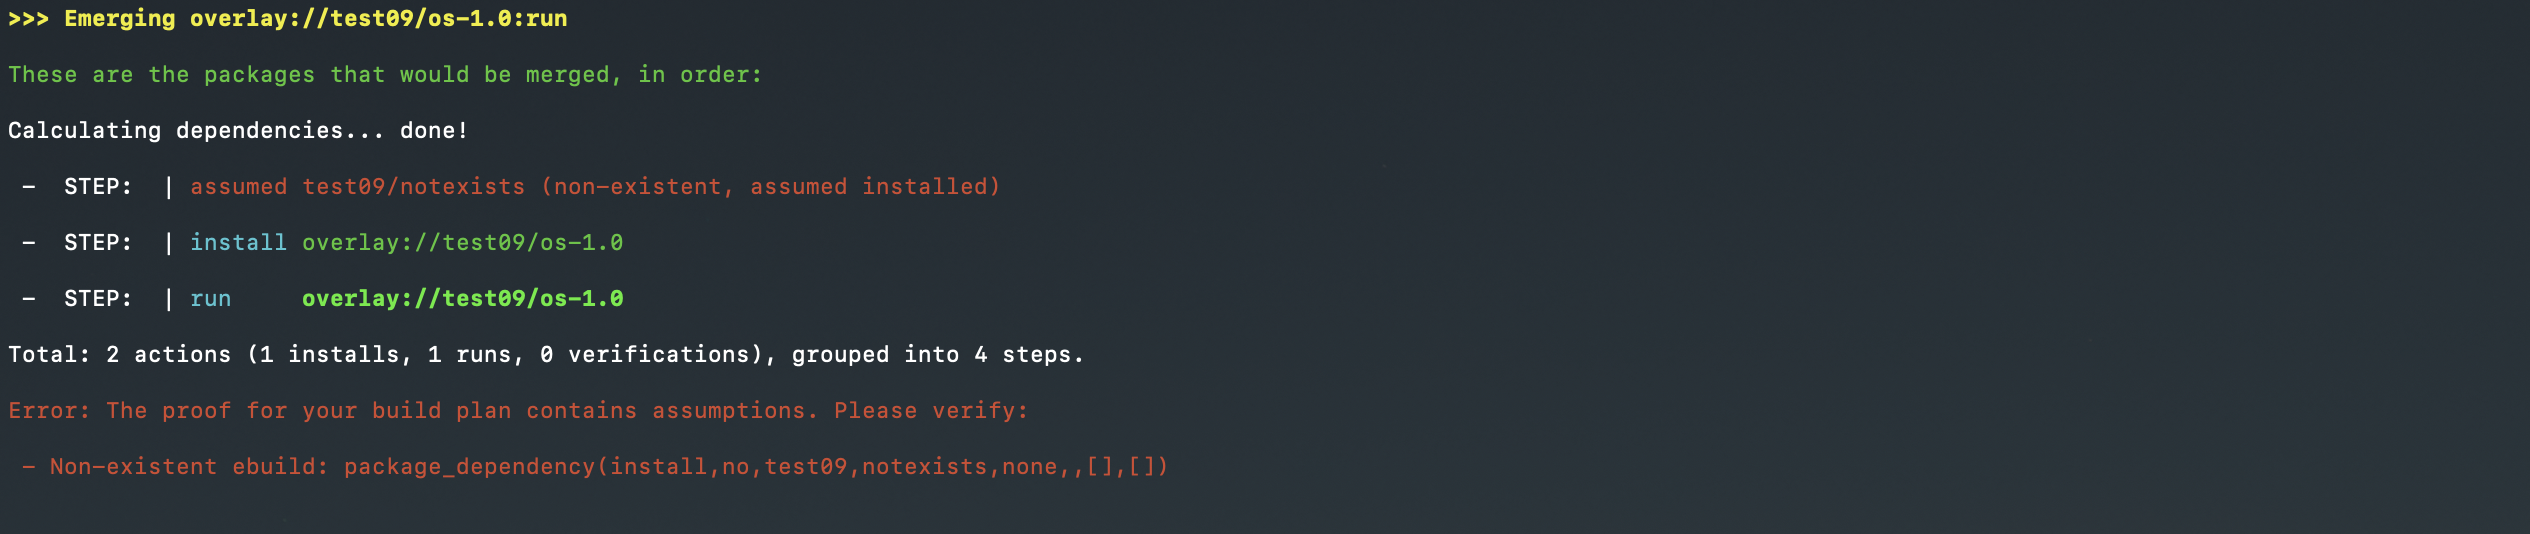 >>> Emerging overlay://test09/os-1.0:run
These are the packages that would be merged, in order:
Calculating dependencies... done!
 -  STEP:  | assumed test09/notexists (non-existent, assumed installed)
 -  STEP:  | install overlay://test09/os-1.0
 -  STEP:  | run     overlay://test09/os-1.0
Total: 2 actions (1 installs, 1 runs, 0 verifications), grouped into 4 steps.
Error: The proof for your build plan contains assumptions. Please verify:
 - Non-existent ebuild: package_dependency(install,no,test09,notexists,none,,[],[])